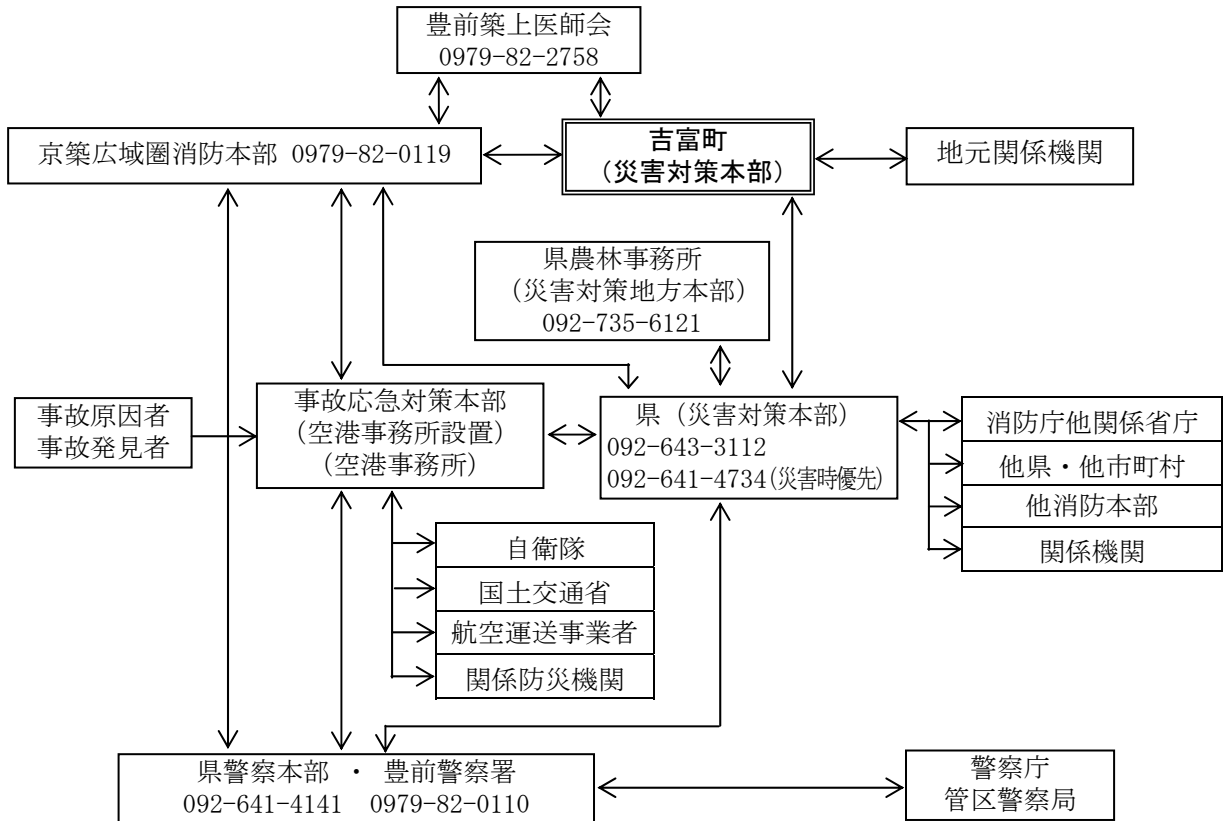 豊前築上医師会
0979-82-2758
京築広域圏消防本部 0979-82-0119
吉富町
（災害対策本部）
地元関係機関
県農林事務所
（災害対策地方本部）
092-735-6121
事故原因者
事故発見者
事故応急対策本部
（空港事務所設置）
（空港事務所）
県（災害対策本部）
092-643-3112
092-641-4734(災害時優先)
消防庁他関係省庁
他県・他市町村
他消防本部
関係機関
自衛隊
国土交通省
航空運送事業者
関係防災機関
県警察本部 ・ 豊前警察署
092-641-4141 0979-82-0110
警察庁
管区警察局